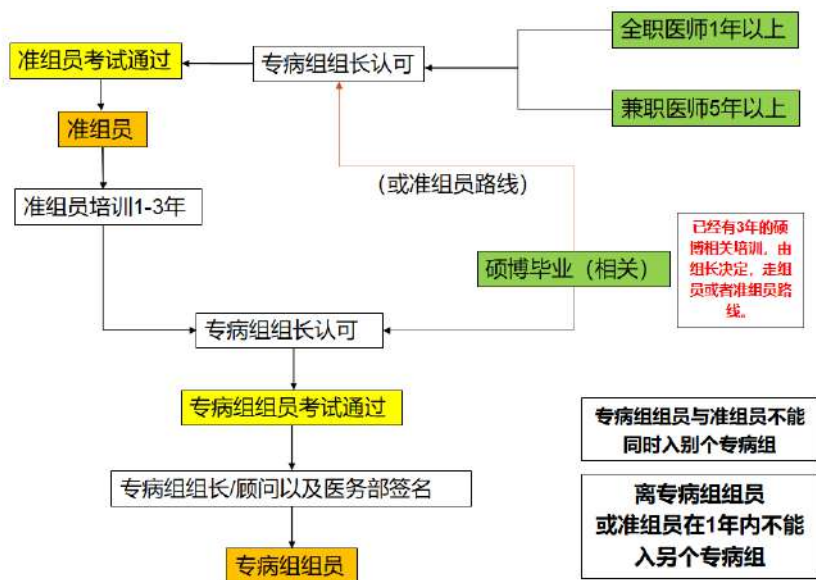 全职医师1年以上
准组员考试通过
专病组组长认可
准组员
兼职医师5年以上
(或准组员路线)
准组员培训1-3年
已经有3年的硕
博相关培训，由
组长决定，走组
员或者准组员路
线。
硕博毕业（相关）
专病组组长认可
专病组组员考试通过
专病组组员与准组员不能
同时入别个专病组
专病组组长/顾问以及医务部签名
离专病组组员
或准组员在1年内不能
入另个专病组
专病组组员